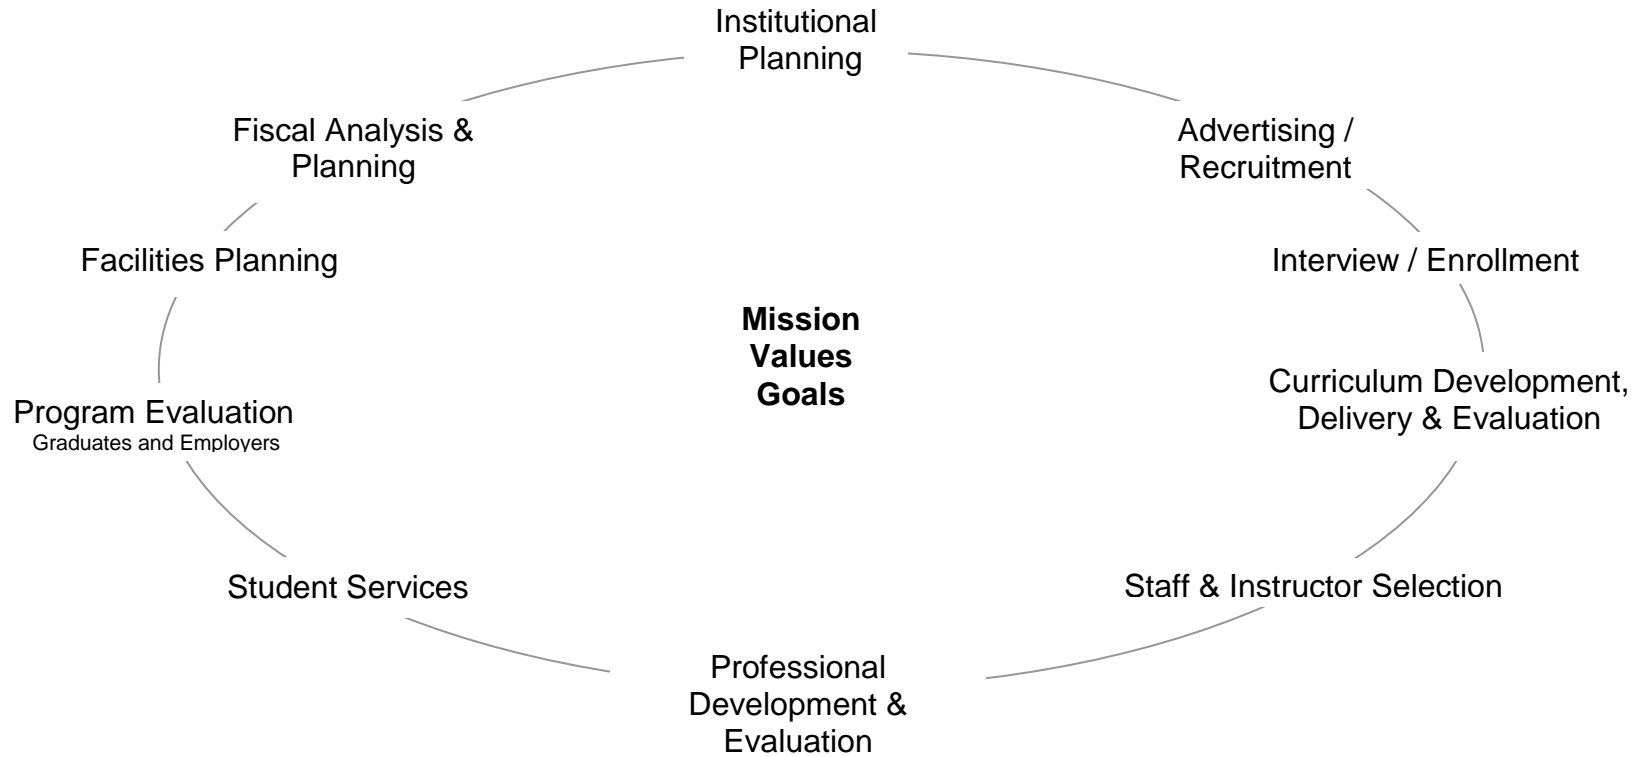 Institutional
Planning
Fiscal Analysis &
Planning
Advertising /
Recruitment
Facilities Planning
Interview / Enrollment
Mission
Values
Goals
Curriculum Development,
Delivery & Evaluation
Program Evaluation
Graduates and Employers
Student Services
Staff & Instructor Selection
Professional
Development &
Evaluation